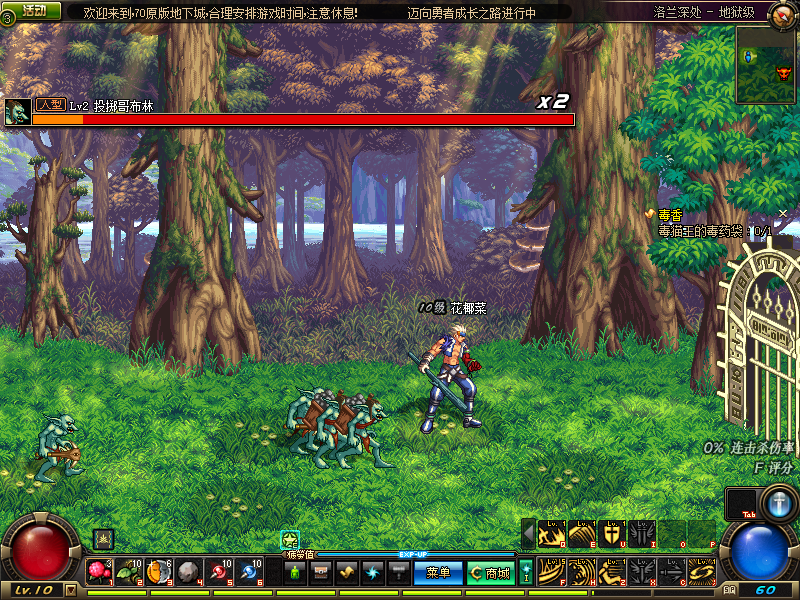 活动
欢迎来到,70原版地下城,合理安排游戏时间,注意休息!
迈向勇者成长之路进行中
洛兰深处 - 地狱级
人型 Lv2 投掷哥布林
x2
毒香
毒猫王的毒药袋 : 0/1
10级 花椰菜
0% 连击杀伤率
F 评分
Tab
疲劳值
EXP-UP
菜单
商城
Lv.10
SP 60